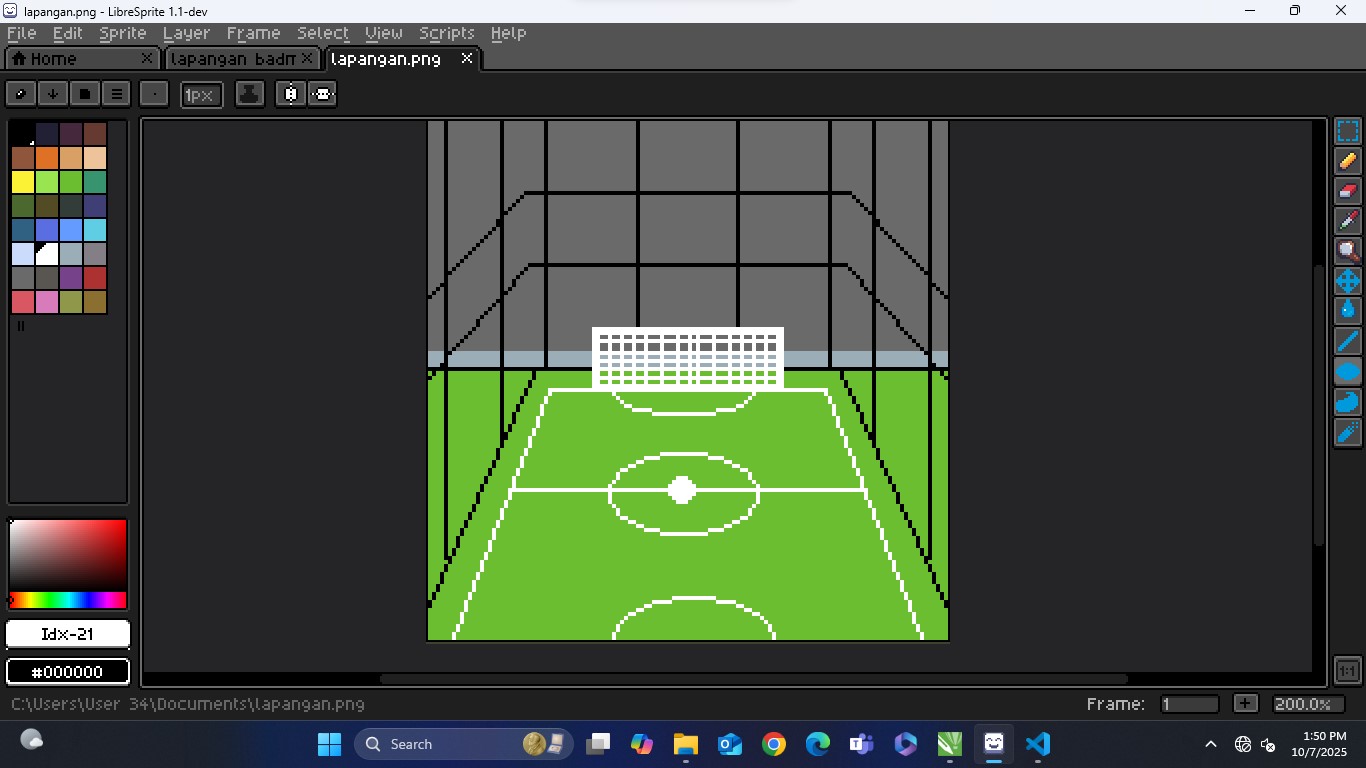 lapangan.png - LibreSprite 1.1-dev
File Edit Sprite Layer Frame Select View Scripts Help
Home lapangan badm lapangan.png
1px
Idx-21
#000000
1:1
C:\Users\User 34\Documents\lapangan.png Frame: 1 + 200.0%
Search
1:50 PM
10/7/2025